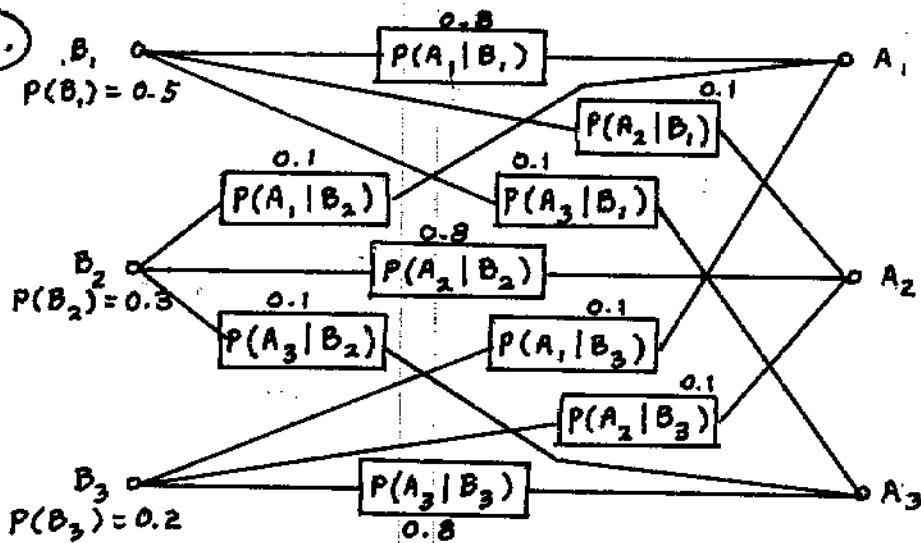 0.8
B₁ P(A₁|B₁) A₁
P(B₁) = 0.5
0.1
P(A₂|B₁)
0.1 0.1
P(A₁|B₂) P(A₃|B₁)
0.8
B₂ P(A₂|B₂) A₂
P(B₂) = 0.3
0.1 0.1
P(A₃|B₂) P(A₁|B₃)
0.1
P(A₂|B₃)
B₃ P(A₃|B₃) A₃
P(B₃) = 0.2
0.8